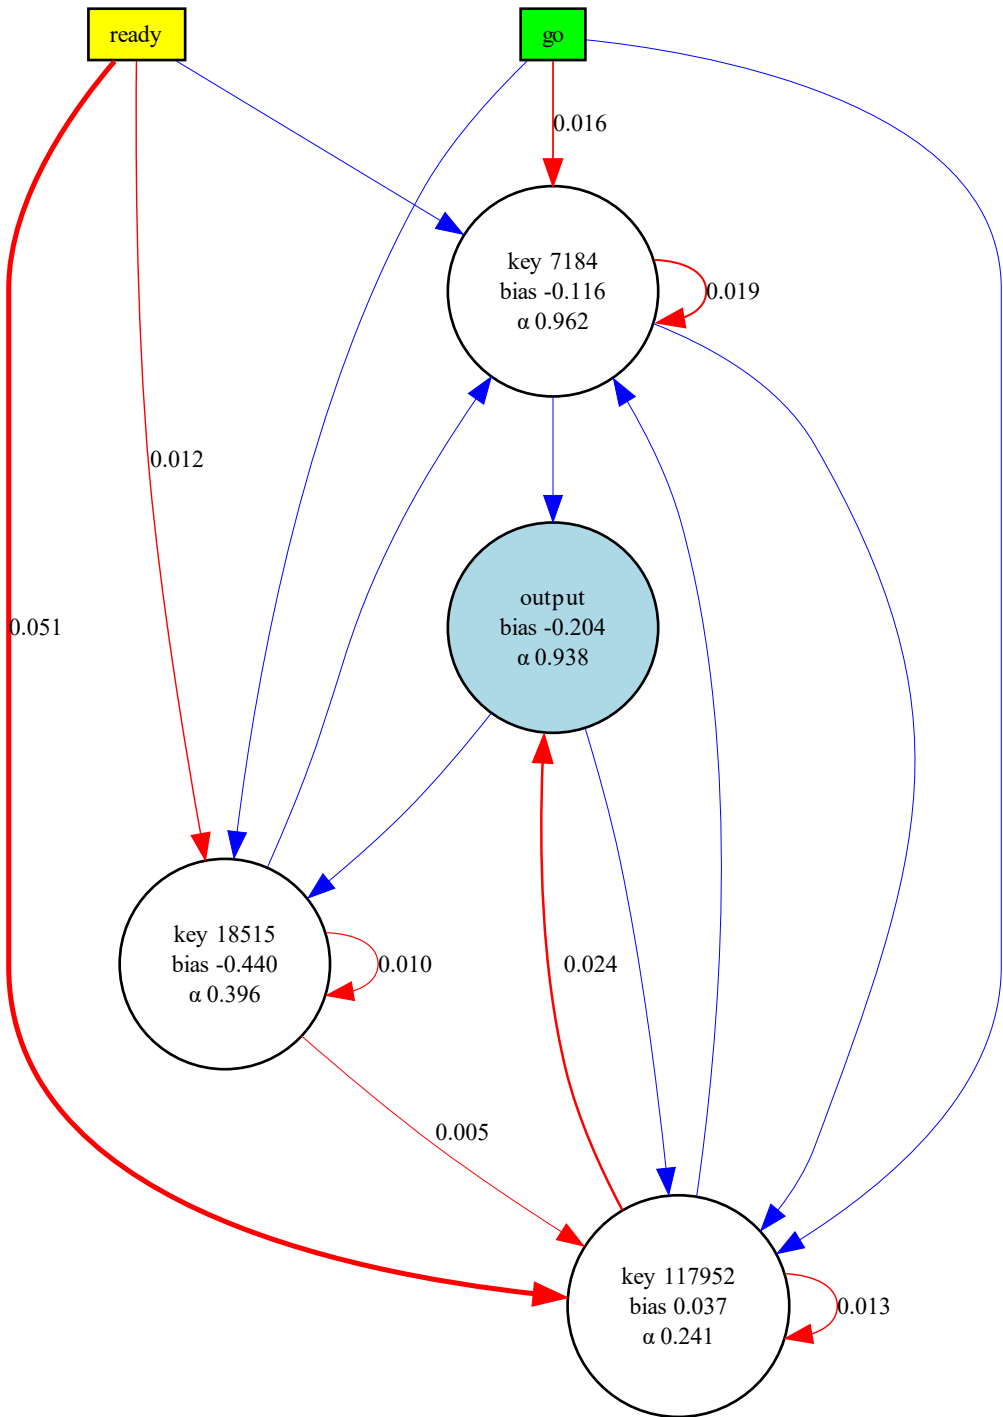 ready
go
0.016
key 7184
bias -0.116
α 0.962
0.019
0.012
output
bias -0.204
α 0.938
0.051
key 18515
bias -0.440
α 0.396
0.010
0.024
0.005
key 117952
bias 0.037
α 0.241
0.013